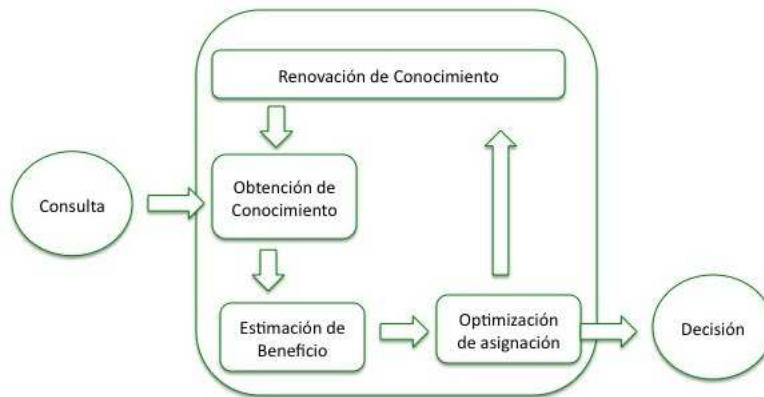 Renovación de Conocimiento
Consulta
Obtención de
Conocimiento
Estimación de
Beneficio
Optimización
de asignación
Decisión